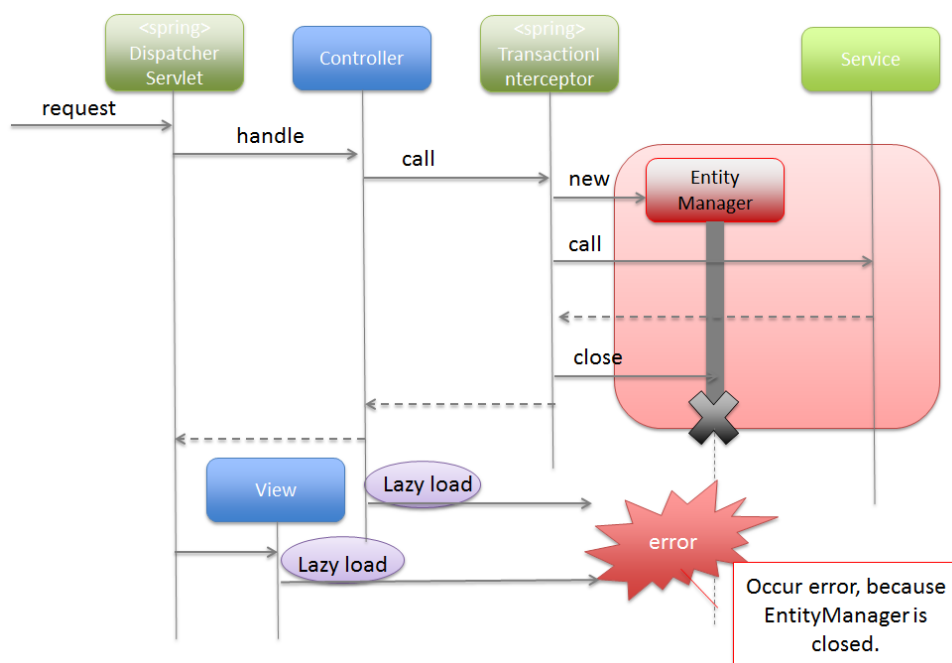 <spring>
Dispatcher
Servlet
Controller
<spring>
TransactionI
nterceptor
Service
request
handle
call
new
Entity
Manager
call
close
Lazy load
View
Lazy load
error
Occur error, because
EntityManager is
closed.